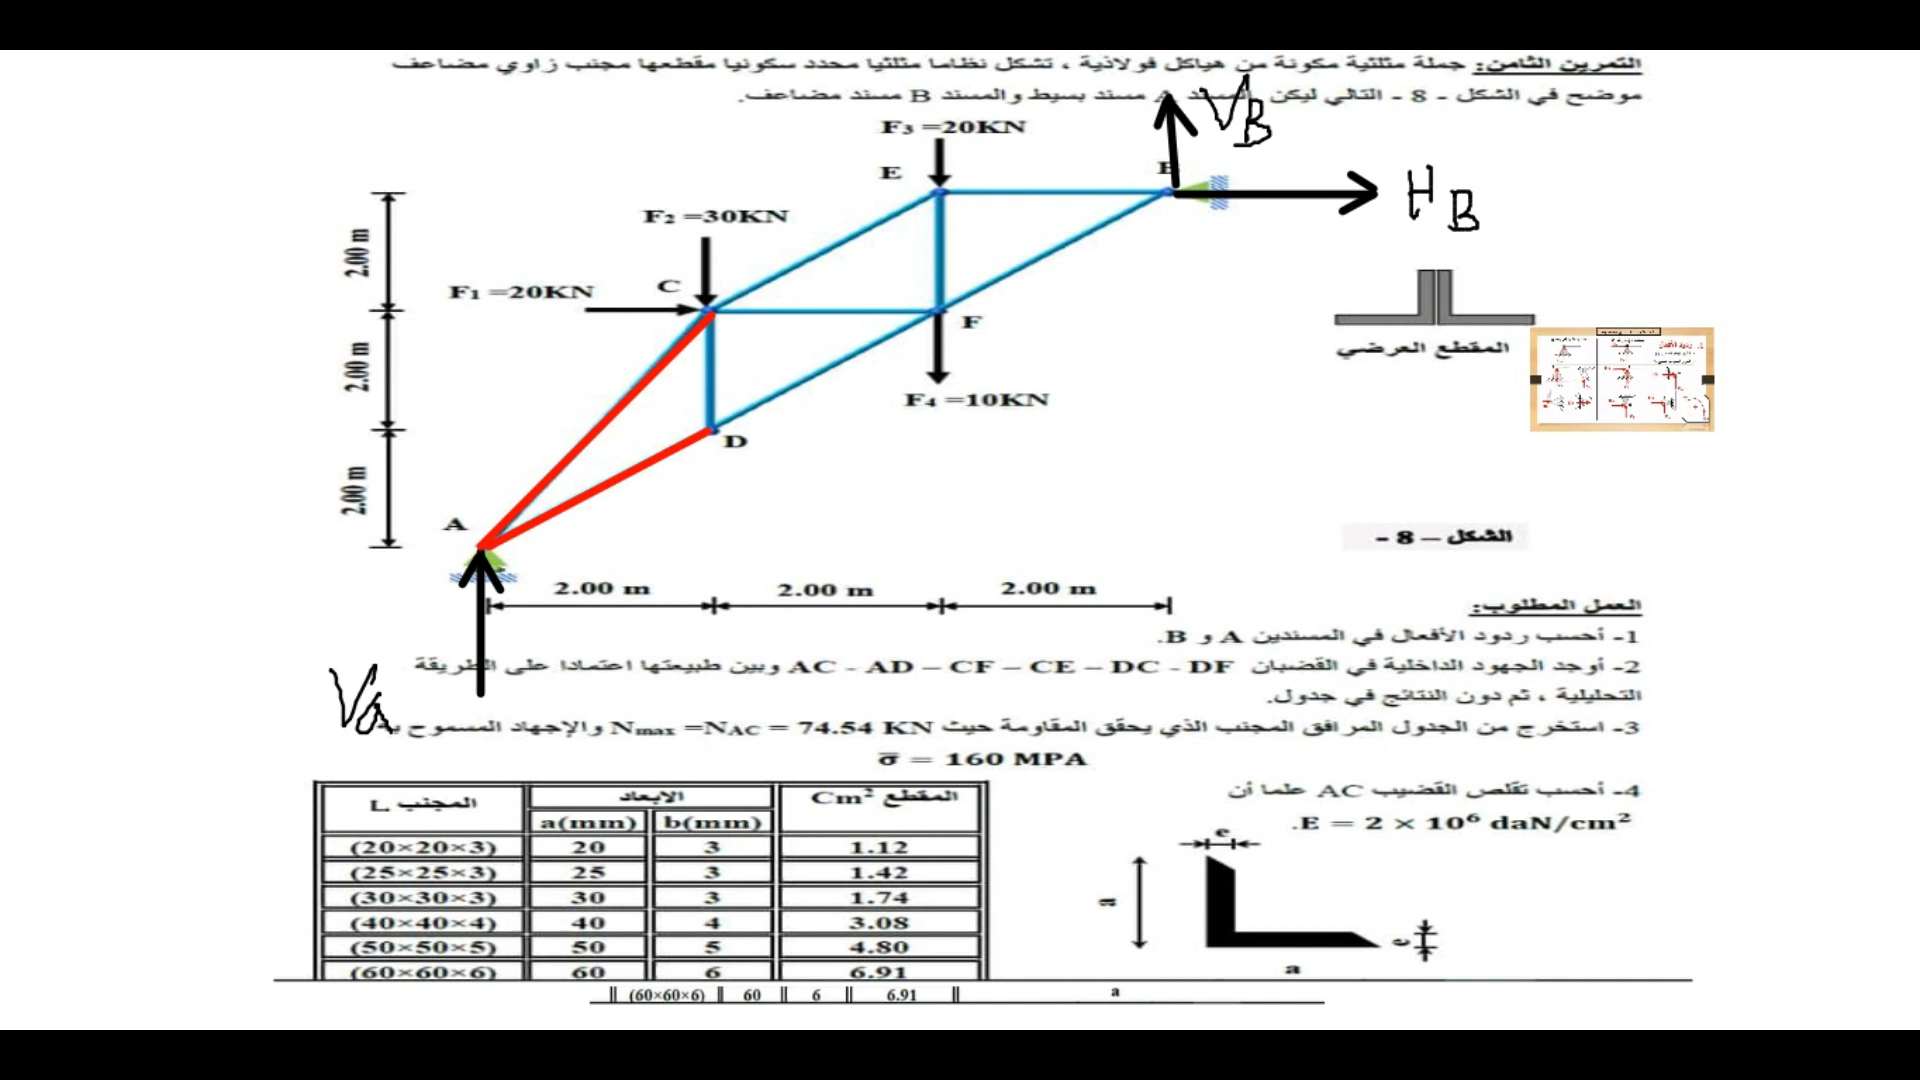 التمرين الثامن: جملة مثلثية مكونة من هياكل فولاذية ، تشكل نظاما مثلثيا محدد سكونيا مقطعها مجنب زاوي مضاعف
موضح في الشكل - 8 - التالي ليكن المسند A مسند بسيط والمسند B مسند مضاعف.
VB
F3 =20KN
E
B
HB
F2 =30KN
2.00 m
C
F1 =20KN
F
المقطع العرضي
2.00 m
F4 =10KN
D
2.00 m
A
الشكل – 8 -
2.00 m
2.00 m
2.00 m
العمل المطلوب:
1- أحسب ردود الأفعال في المسندين A و B.
2- أوجد الجهود الداخلية في القضبان AC - AD – CF – CE – DC - DF وبين طبيعتها اعتمادا على الطريقة
التحليلية ، ثم دون النتائج في جدول.
VA
3- استخرج من الجدول المرافق المجنب الذي يحقق المقاومة حيث Nmax =NAC = 74.54 KN والإجهاد المسموح به
σ̅ = 160 MPA
4- أحسب تقلص القضيب AC علما أن
E = 2 × 10⁶ daN/cm².
المجنب L الابعاد المقطع Cm²
a(mm) b(mm)
(20×20×3) 20 3 1.12
(25×25×3) 25 3 1.42
(30×30×3) 30 3 1.74
(40×40×4) 40 4 3.08
(50×50×5) 50 5 4.80
(60×60×6) 60 6 6.91
e
a
e
a
(60×60×6) 60 6 6.91 a